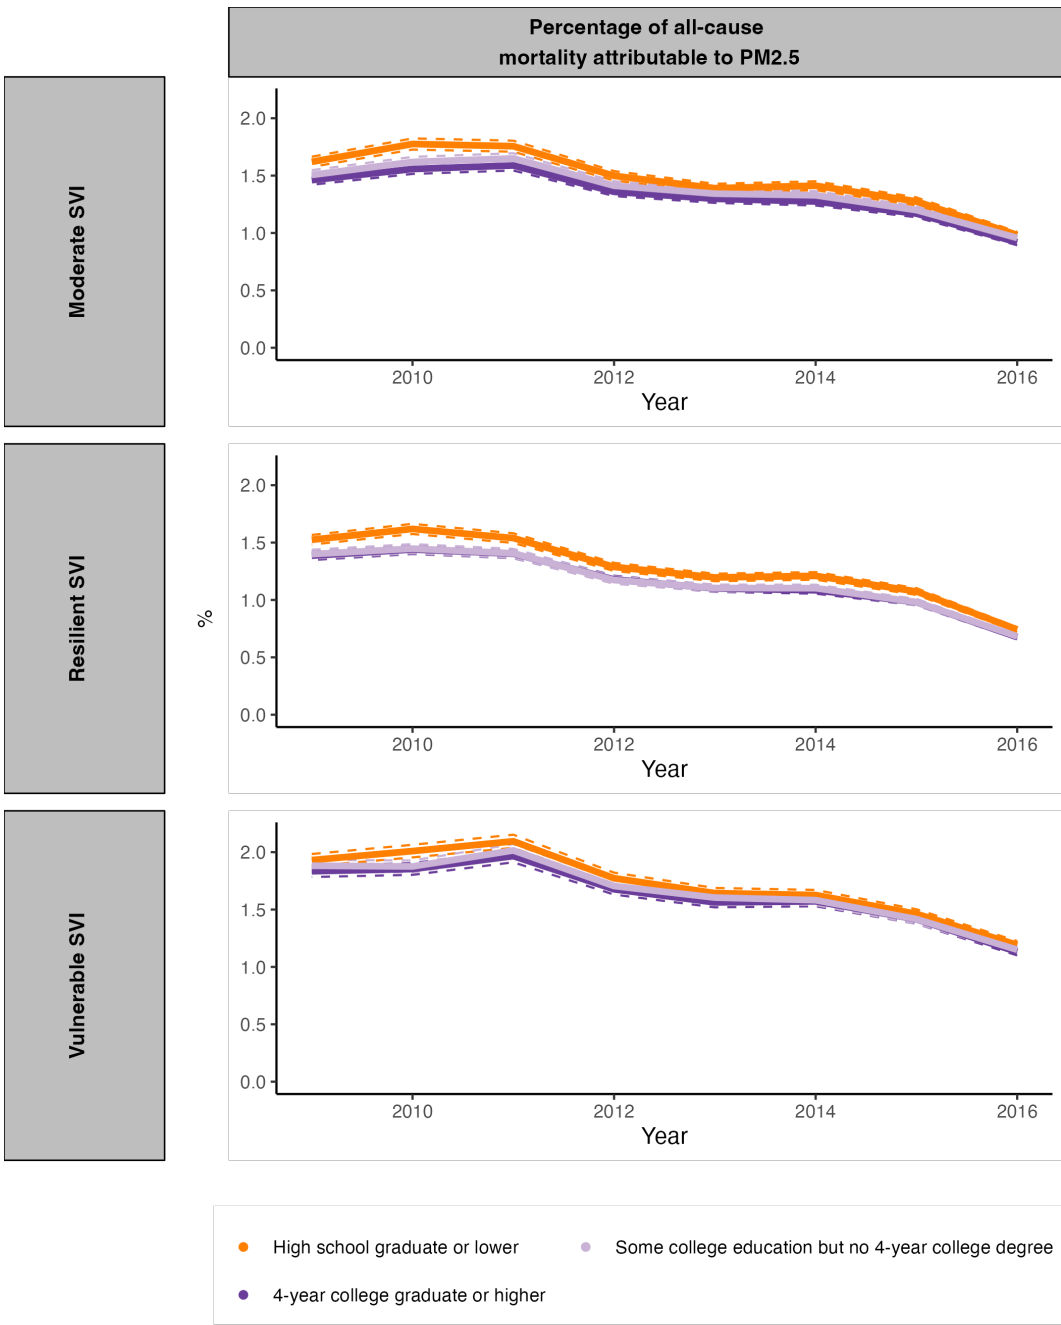 Percentage of all-cause
mortality attributable to PM2.5
Moderate SVI
2.0
1.5
1.0
0.5
0.0
2010 2012 2014 2016
Year
Resilient SVI
%
2.0
1.5
1.0
0.5
0.0
2010 2012 2014 2016
Year
Vulnerable SVI
2.0
1.5
1.0
0.5
0.0
2010 2012 2014 2016
Year
High school graduate or lower
Some college education but no 4-year college degree
4-year college graduate or higher